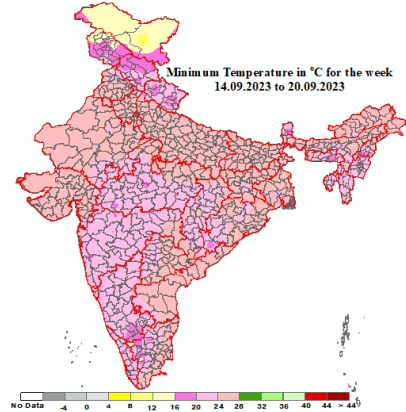 Minimum Temperature in °C for the week
14.09.2023 to 20.09.2023
No Data -4 0 4 8 12 16 20 24 28 32 36 40 44 > 44